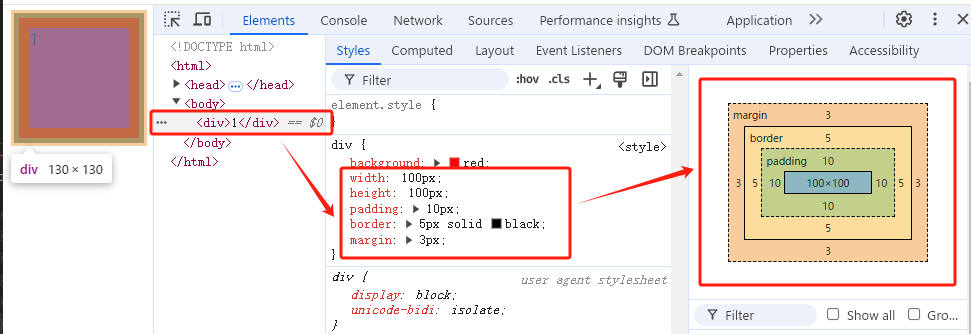 1
div 130 × 130
Elements Console Network Sources Performance insights Application »
<!DOCTYPE html>
<html>
<head> ⋯ </head>
<body>
⋯ <div>1</div> == $0
</body>
</html>
Styles Computed Layout Event Listeners DOM Breakpoints Properties Accessibility
Filter :hov .cls
element.style {
}
div { <style>
background: red;
width: 100px;
height: 100px;
padding: 10px;
border: 5px solid black;
margin: 3px;
}
div { user agent stylesheet
display: block;
unicode-bidi: isolate;
}
margin 3
border 5
padding 10
3 5 10 100×100 10 5 3
10
5
3
Filter Show all Gro...